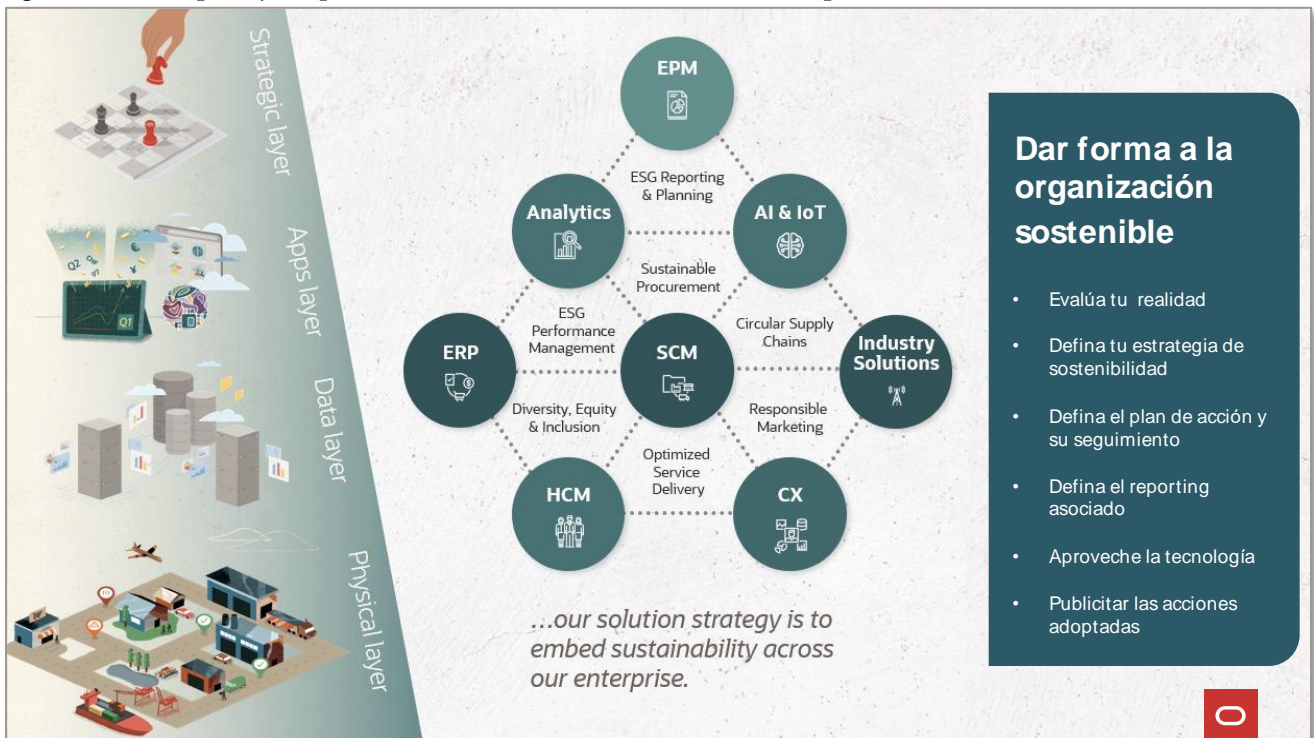 Strategic layer
Apps layer
Data layer
Physical layer
EPM
ESG Reporting
& Planning
Analytics
AI & IoT
Sustainable
Procurement
ESG
Performance
Management
Circular Supply
Chains
ERP
SCM
Industry
Solutions
Diversity, Equity
& Inclusion
Responsible
Marketing
Optimized
Service
Delivery
HCM
CX
...our solution strategy is to
embed sustainability across
our enterprise.
Dar forma a la
organización
sostenible
• Evalúa tu realidad
• Defina tu estrategia de
sostenibilidad
• Defina el plan de acción y
su seguimiento
• Defina el reporting
asociado
• Aproveche la tecnología
• Publicitar las acciones
adoptadas
Q2
Q1